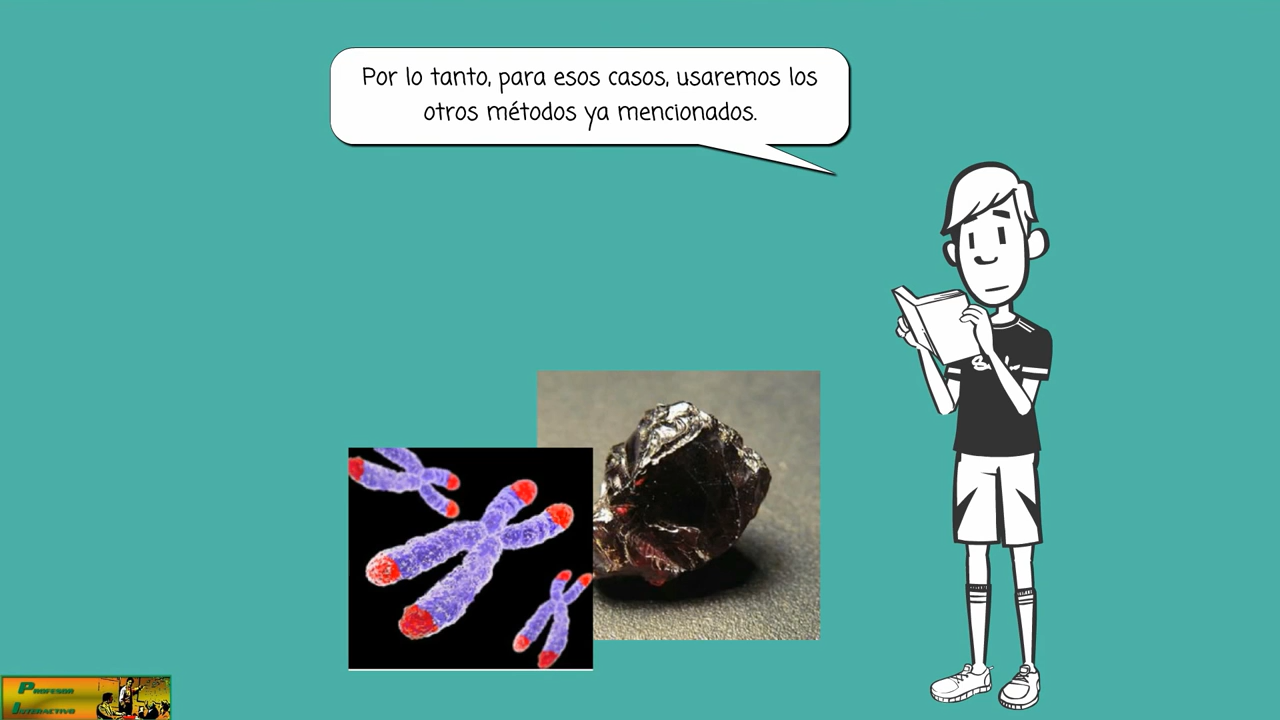 Por lo tanto, para esos casos, usaremos los
otros métodos ya mencionados.
PROFESOR
INTERACTIVO